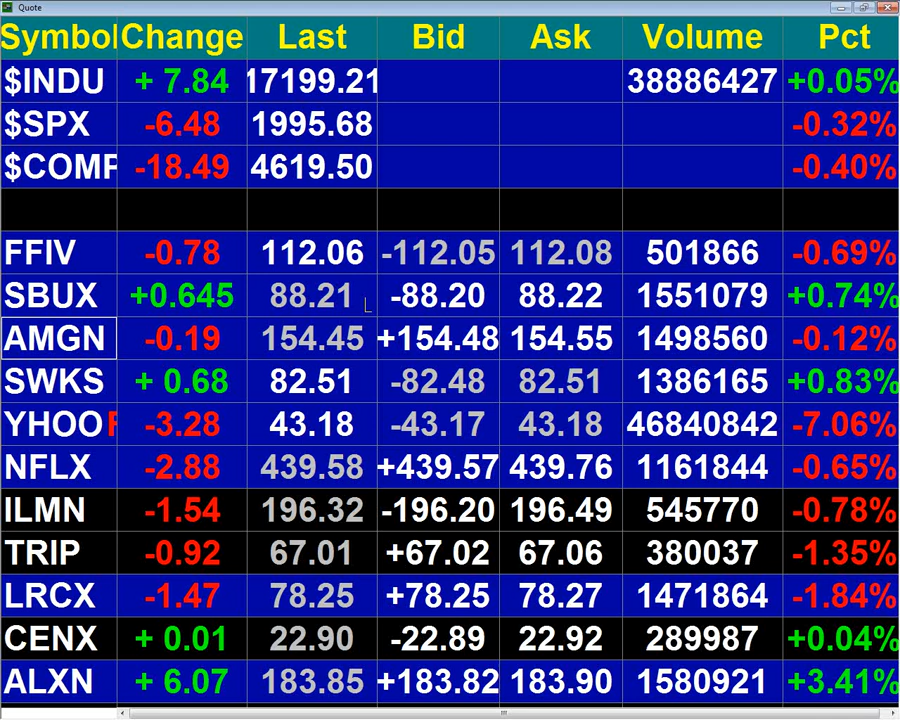 Quote
Symbol Change Last Bid Ask Volume Pct
$INDU + 7.84 17199.21 38886427 +0.05%
$SPX -6.48 1995.68 -0.32%
$COMP -18.49 4619.50 -0.40%
FFIV -0.78 112.06 -112.05 112.08 501866 -0.69%
SBUX +0.645 88.21 -88.20 88.22 1551079 +0.74%
AMGN -0.19 154.45 +154.48 154.55 1498560 -0.12%
SWKS + 0.68 82.51 -82.48 82.51 1386165 +0.83%
YHOO -3.28 43.18 -43.17 43.18 46840842 -7.06%
NFLX -2.88 439.58 +439.57 439.76 1161844 -0.65%
ILMN -1.54 196.32 -196.20 196.49 545770 -0.78%
TRIP -0.92 67.01 +67.02 67.06 380037 -1.35%
LRCX -1.47 78.25 +78.25 78.27 1471864 -1.84%
CENX + 0.01 22.90 -22.89 22.92 289987 +0.04%
ALXN + 6.07 183.85 +183.82 183.90 1580921 +3.41%